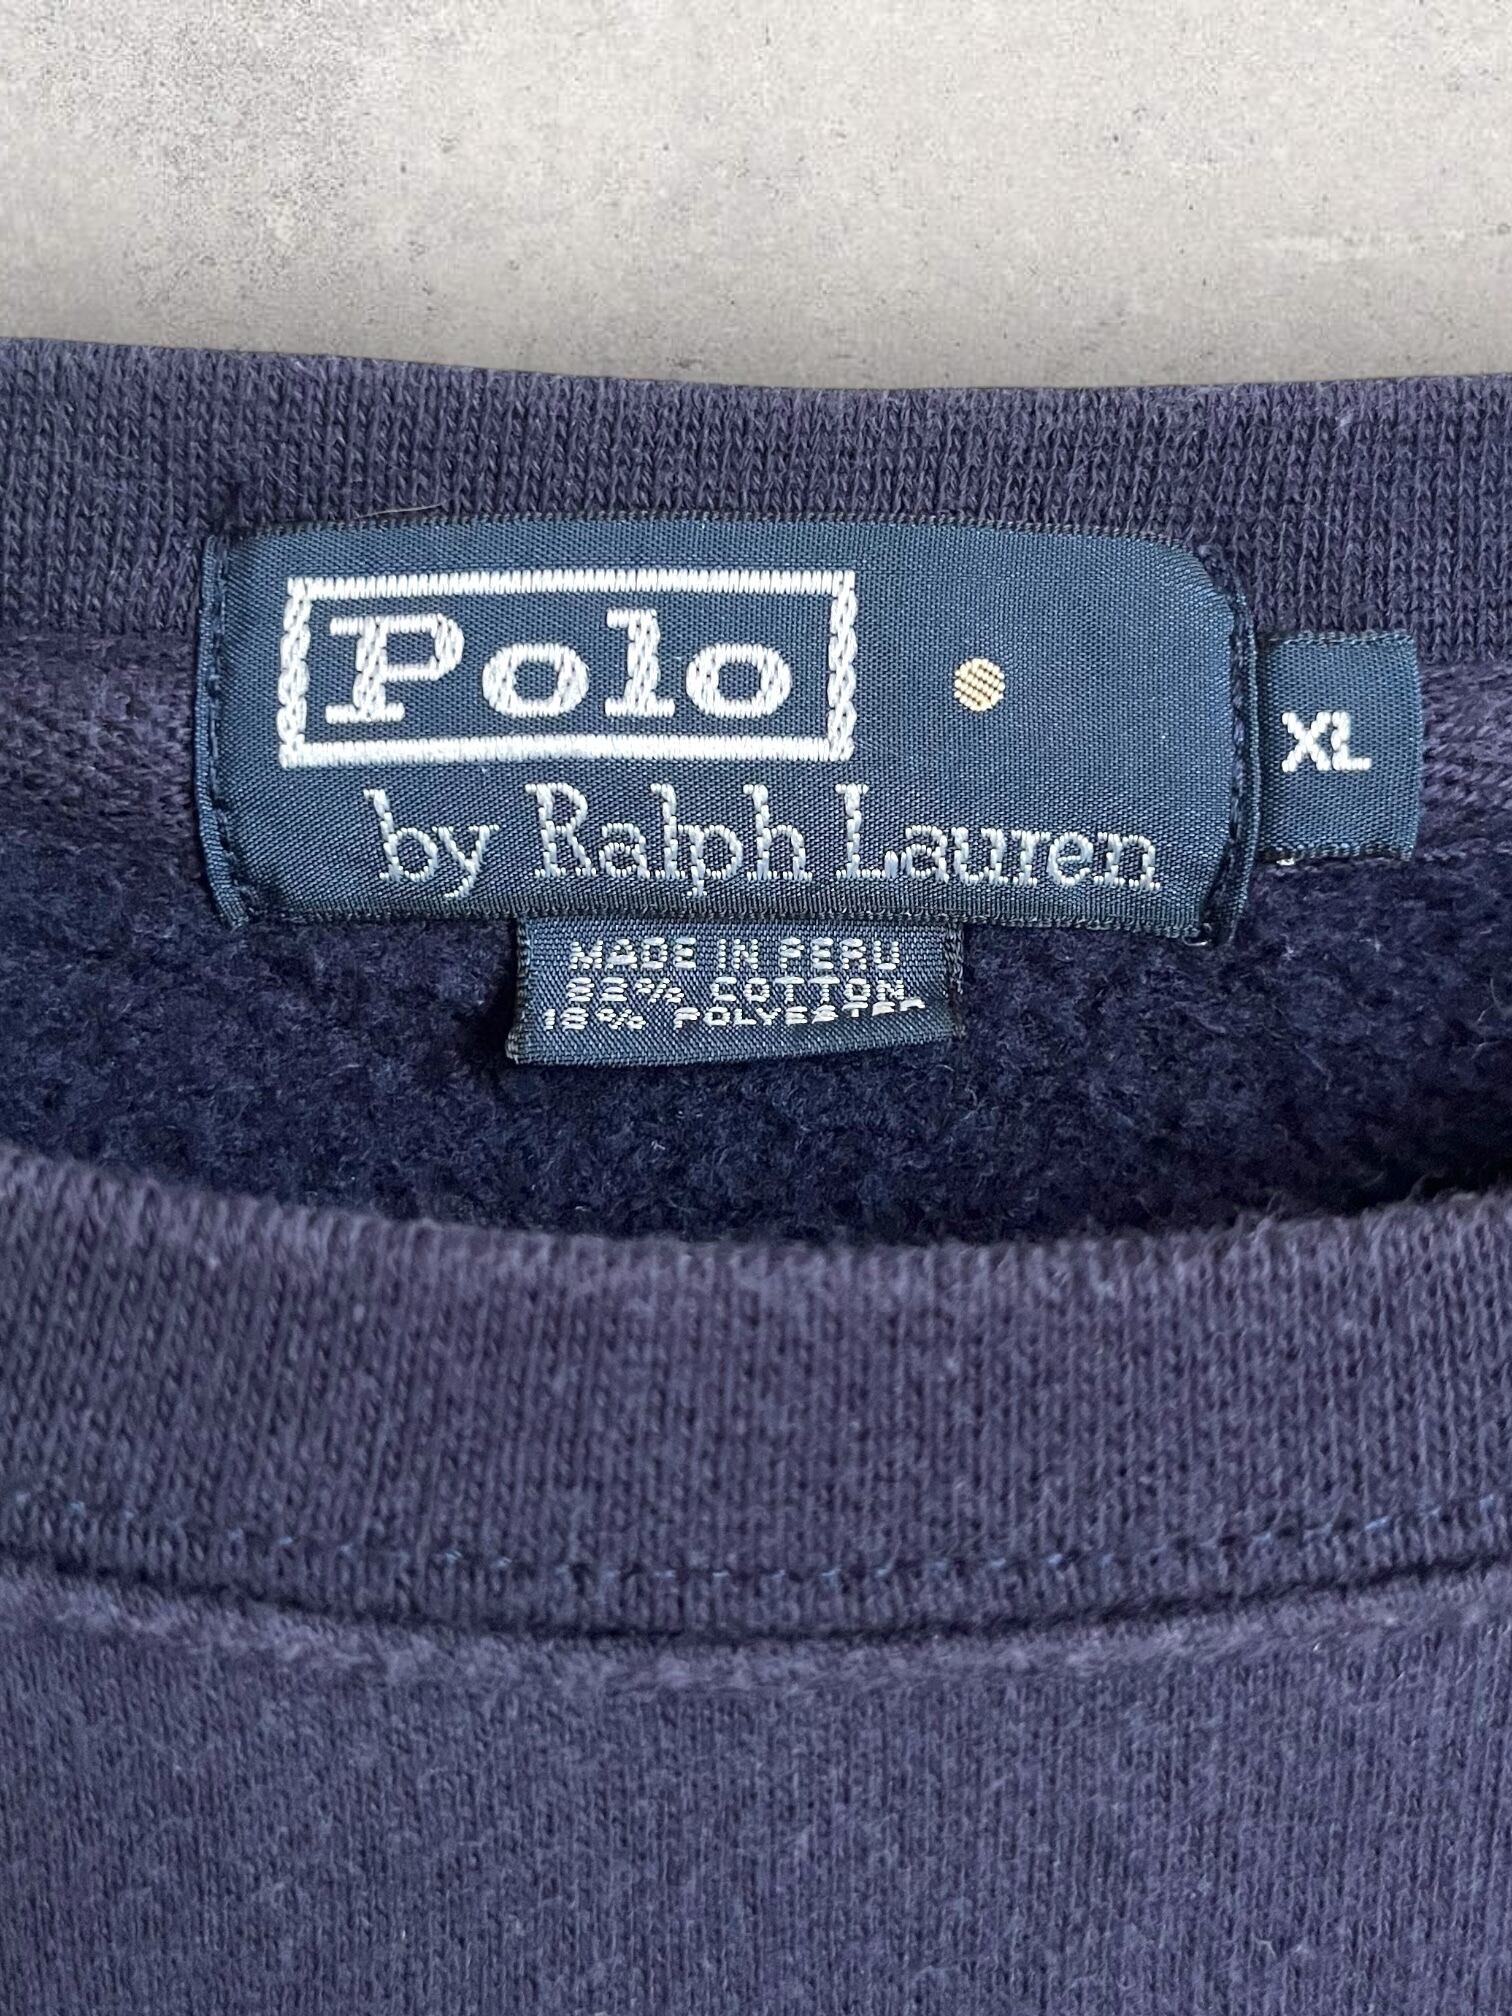 Polo
by Ralph Lauren
XL
MADE IN PERU
82% COTTON
18% POLYESTER